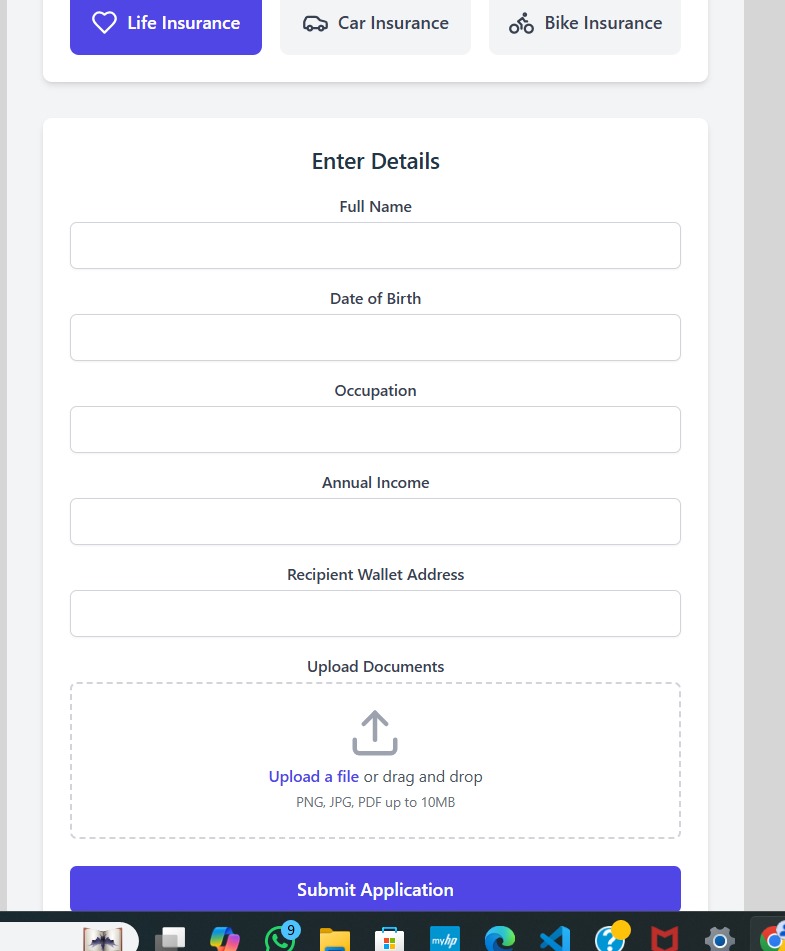 Life Insurance
Car Insurance
Bike Insurance
Enter Details
Full Name
Date of Birth
Occupation
Annual Income
Recipient Wallet Address
Upload Documents
Upload a file or drag and drop
PNG, JPG, PDF up to 10MB
Submit Application
9
myhp